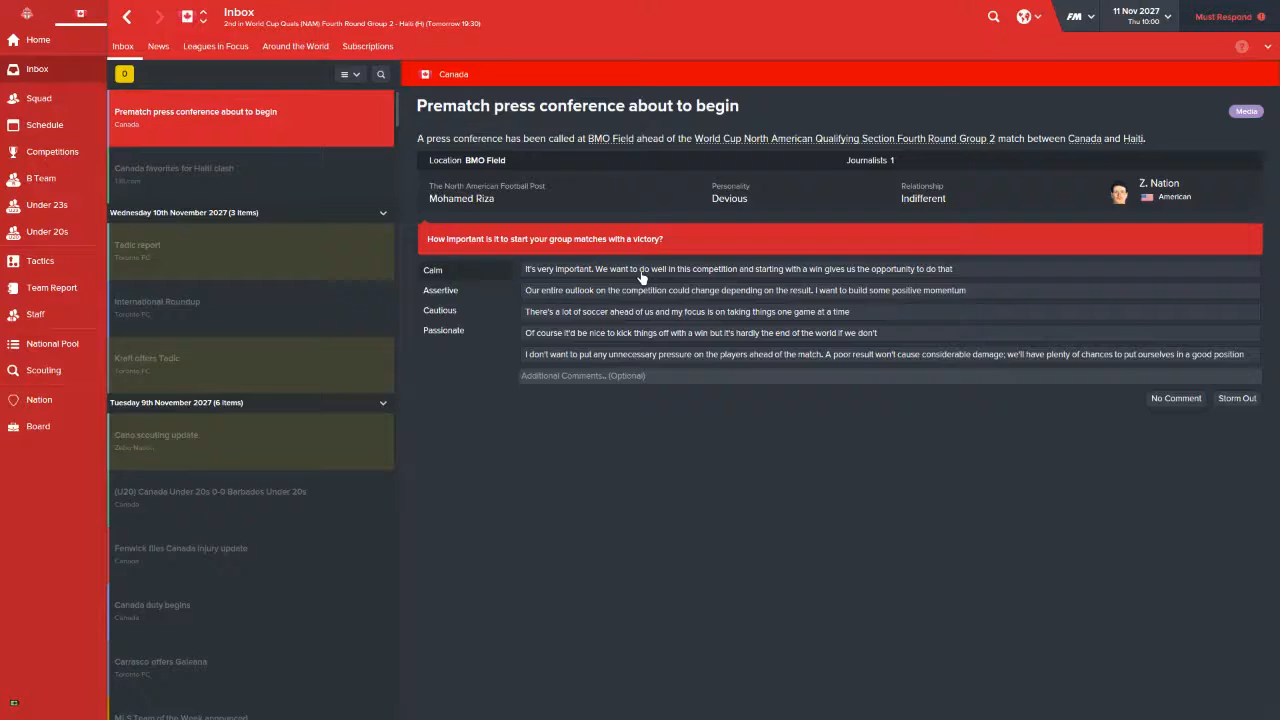 Inbox
2nd in World Cup Quals (NAM) Fourth Round Group 2 - Haiti (H) (Tomorrow 19:30)
FM
11 Nov 2027
Thu 10:00
Must Respond
Home
Inbox
Squad
Schedule
Competitions
B Team
Under 23s
Under 20s
Tactics
Team Report
Staff
National Pool
Scouting
Nation
Board
Inbox
News
Leagues in Focus
Around the World
Subscriptions
0
Prematch press conference about to begin
Canada
Canada favorites for Haiti clash
Wednesday 10th November 2027 (3 items)
Tadic report
Toronto FC
International Roundup
Toronto FC
Kreft offers Tadic
Toronto FC
Tuesday 9th November 2027 (6 items)
Cano scouting update
(U20) Canada Under 20s 0-0 Barbados Under 20s
Canada
Fenwick files Canada injury update
Canada
Canada duty begins
Canada
Carrasco offers Galeana
Toronto FC
MLS Team of the Week announced
Canada
Prematch press conference about to begin
Media
A press conference has been called at BMO Field ahead of the World Cup North American Qualifying Section Fourth Round Group 2 match between Canada and Haiti.
Location BMO Field
Journalists 1
The North American Football Post
Mohamed Riza
Personality
Devious
Relationship
Indifferent
Z. Nation
American
How important is it to start your group matches with a victory?
Calm
Assertive
Cautious
Passionate
It's very important. We want to do well in this competition and starting with a win gives us the opportunity to do that
Our entire outlook on the competition could change depending on the result. I want to build some positive momentum
There's a lot of soccer ahead of us and my focus is on taking things one game at a time
Of course it'd be nice to kick things off with a win but it's hardly the end of the world if we don't
I don't want to put any unnecessary pressure on the players ahead of the match. A poor result won't cause considerable damage; we'll have plenty of chances to put ourselves in a good position
Additional Comments.. (Optional)
No Comment
Storm Out